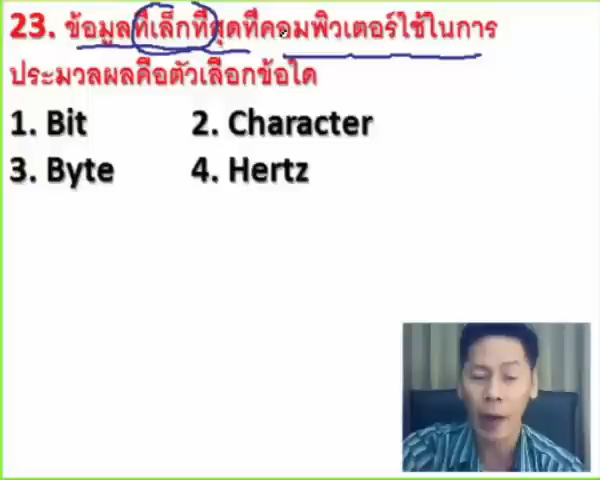 23. ข้อมูลที่เล็กที่สุดที่คอมพิวเตอร์ใช้ในการ
ประมวลผลคือตัวเลือกข้อใด
1. Bit 2. Character
3. Byte 4. Hertz